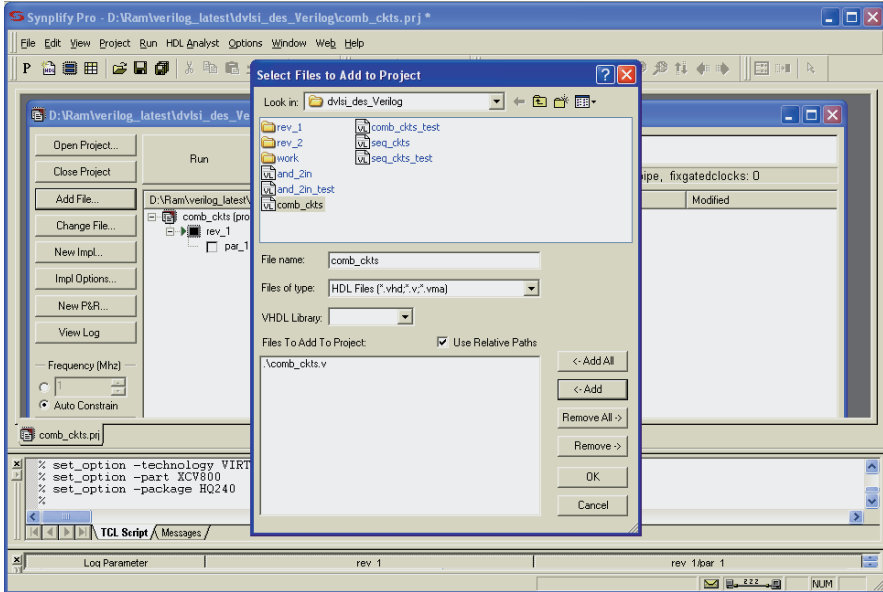 Synplify Pro - D:\Ram\verilog_latest\dvlsi_des_Verilog\comb_ckts.prj *
File Edit View Project Run HDL Analyst Options Window Web Help
P
Select Files to Add to Project
Look in: dvlsi_des_Verilog
rev_1
rev_2
work
and_2in
and_2in_test
comb_ckts
comb_ckts_test
seq_ckts
seq_ckts_test
File name: comb_ckts
Files of type: HDL Files (*.vhd;*.v;*.vma)
VHDL Library:
Files To Add To Project: Use Relative Paths
.\comb_ckts.v
<- Add All
<- Add
Remove All ->
Remove ->
OK
Cancel
D:\Ram\verilog_latest\dvlsi_des_Ve
Open Project...
Close Project
Add File...
Change File...
New Impl...
Impl Options...
New P&R...
View Log
Frequency (Mhz)
1
Auto Constrain
Run
pipe, fixgatedclocks: 0
D:\Ram\verilog_latest\
Modified
comb_ckts (pro
rev_1
par_1
comb_ckts.prj
% set_option -technology VIRT
% set_option -part XCV800
% set_option -package HQ240
%
TCL Script Messages
Log Parameter rev_1 rev_1/par_1
NUM